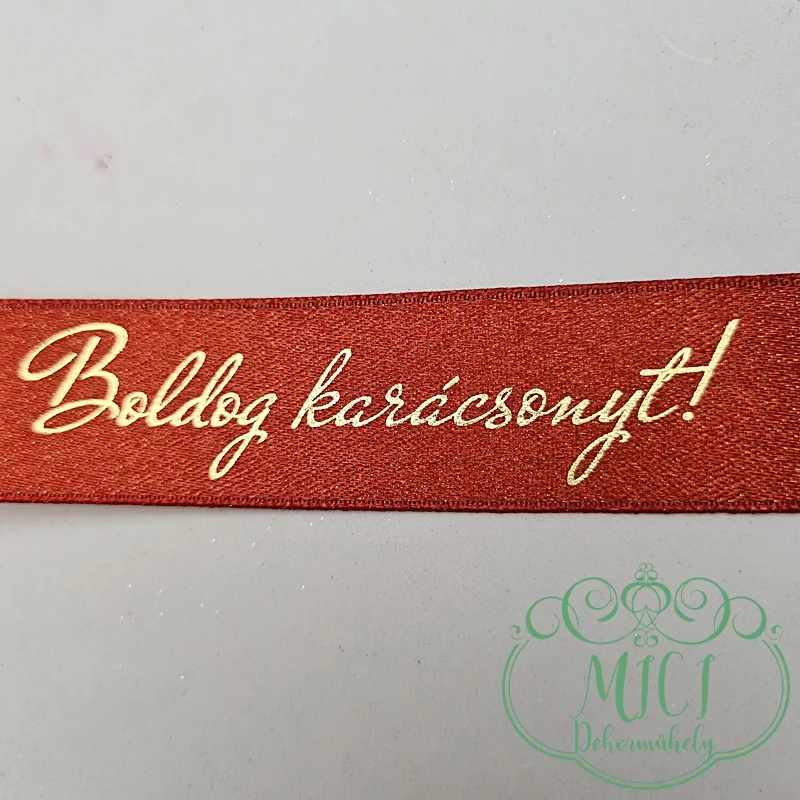 Boldog karácsonyt!
MICI
Dekorműhely